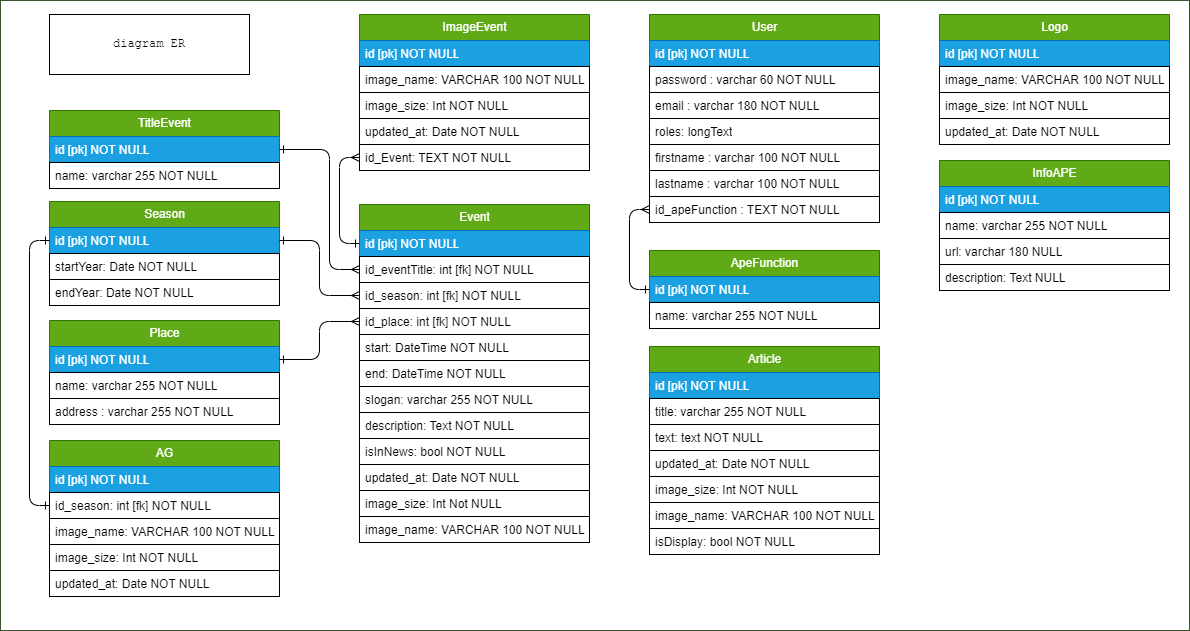 diagram ER
TitleEvent
id [pk] NOT NULL
name: varchar 255 NOT NULL
Season
id [pk] NOT NULL
startYear: Date NOT NULL
endYear: Date NOT NULL
Place
id [pk] NOT NULL
name: varchar 255 NOT NULL
address : varchar 255 NOT NULL
AG
id [pk] NOT NULL
id_season: int [fk] NOT NULL
image_name: VARCHAR 100 NOT NULL
image_size: Int NOT NULL
updated_at: Date NOT NULL
ImageEvent
id [pk] NOT NULL
image_name: VARCHAR 100 NOT NULL
image_size: Int NOT NULL
updated_at: Date NOT NULL
id_Event: TEXT NOT NULL
Event
id [pk] NOT NULL
id_eventTitle: int [fk] NOT NULL
id_season: int [fk] NOT NULL
id_place: int [fk] NOT NULL
start: DateTime NOT NULL
end: DateTime NOT NULL
slogan: varchar 255 NOT NULL
description: Text NOT NULL
isInNews: bool NOT NULL
updated_at: Date NOT NULL
image_size: Int Not NULL
image_name: VARCHAR 100 NOT NULL
User
id [pk] NOT NULL
password : varchar 60 NOT NULL
email : varchar 180 NOT NULL
roles: longText
firstname : varchar 100 NOT NULL
lastname : varchar 100 NOT NULL
id_apeFunction : TEXT NOT NULL
ApeFunction
id [pk] NOT NULL
name: varchar 255 NOT NULL
Article
id [pk] NOT NULL
title: varchar 255 NOT NULL
text: text NOT NULL
updated_at: Date NOT NULL
image_size: Int NOT NULL
image_name: VARCHAR 100 NOT NULL
isDisplay: bool NOT NULL
Logo
id [pk] NOT NULL
image_name: VARCHAR 100 NOT NULL
image_size: Int NOT NULL
updated_at: Date NOT NULL
InfoAPE
id [pk] NOT NULL
name: varchar 255 NOT NULL
url: varchar 180 NULL
description: Text NULL